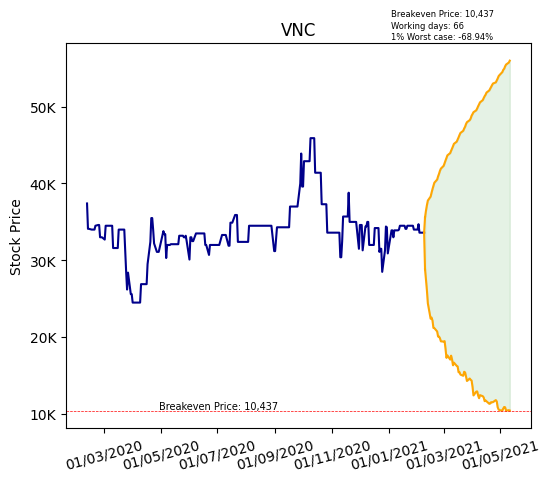 Breakeven Price: 10,437
Working days: 66
1% Worst case: -68.94%
VNC
Stock Price
50K
40K
30K
20K
10K
Breakeven Price: 10,437
01/03/2020
01/05/2020
01/07/2020
01/09/2020
01/11/2020
01/01/2021
01/03/2021
01/05/2021